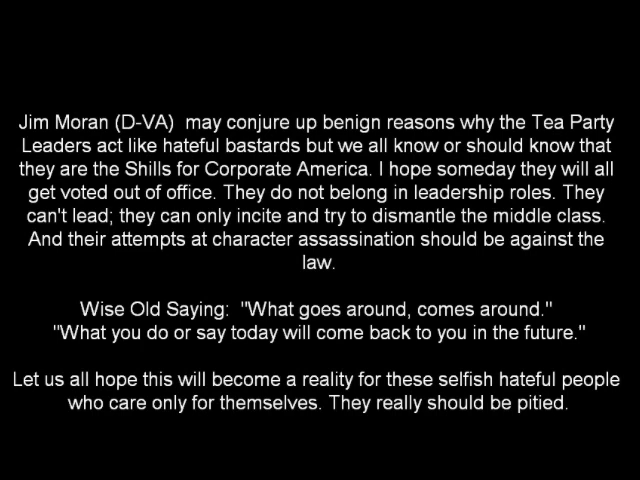 Jim Moran (D-VA)  may conjure up benign reasons why the Tea Party
Leaders act like hateful bastards but we all know or should know that
they are the Shills for Corporate America. I hope someday they will all
get voted out of office. They do not belong in leadership roles. They
can't lead; they can only incite and try to dismantle the middle class.
And their attempts at character assassination should be against the
law.
Wise Old Saying:  "What goes around, comes around."
"What you do or say today will come back to you in the future."
Let us all hope this will become a reality for these selfish hateful people
who care only for themselves. They really should be pitied.